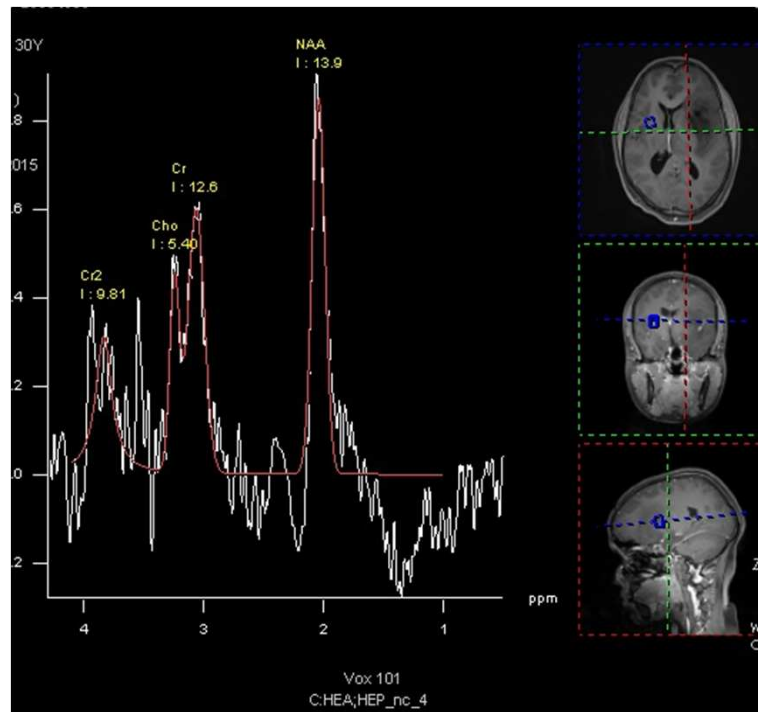 30Y
)
2015
NAA
I : 13.9
.8
Cr
I : 12.6
.6
Cho
I : 5.40
Cr2
I : 9.81
.4
.2
.0
.2
4
3
2
1
ppm
Z
W
C
Vox 101
C:HEA;HEP_nc_4